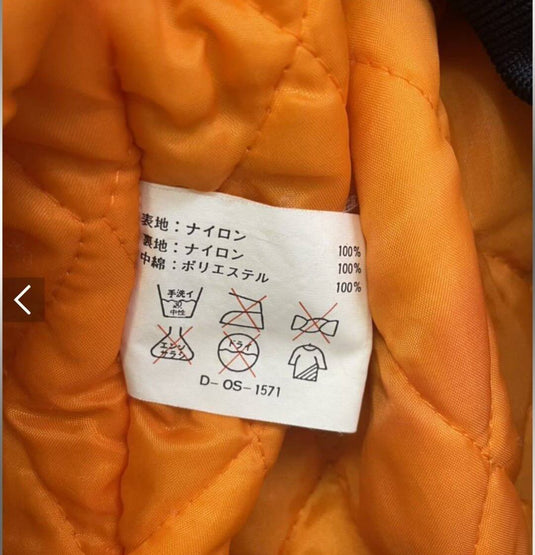 表地：ナイロン 100%
裏地：ナイロン 100%
中綿：ポリエステル 100%
手洗イ
中性
エンソ
サラシ
ドライ
D-OS-1571